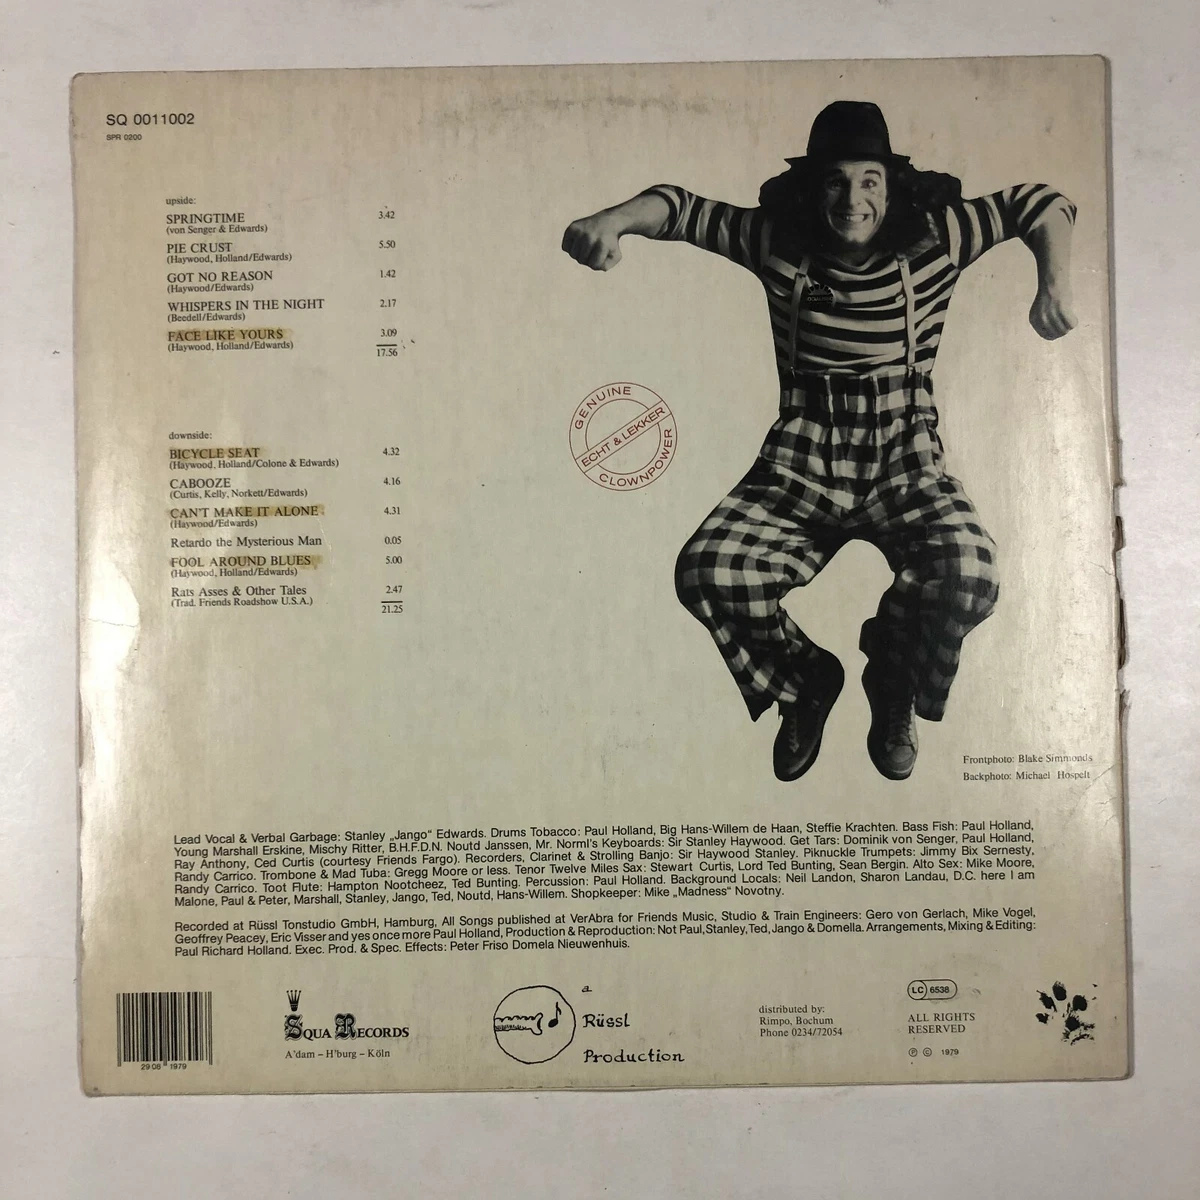 SQ 0011002
SPR 0200
upside:
SPRINGTIME 3.42
(von Senger & Edwards)
PIE CRUST 5.50
(Haywood, Holland/Edwards)
GOT NO REASON 1.42
(Haywood/Edwards)
WHISPERS IN THE NIGHT 2.17
(Beedell/Edwards)
FACE LIKE YOURS 3.09
(Haywood, Holland/Edwards)
17.56
downside:
BICYCLE SEAT 4.32
(Haywood, Holland/Colone & Edwards)
CABOOZE 4.16
(Curtis, Kelly, Norkett/Edwards)
CAN'T MAKE IT ALONE 4.31
(Haywood/Edwards)
Retardo the Mysterious Man 0.05
FOOL AROUND BLUES 5.00
(Haywood, Holland/Edwards)
Rats Asses & Other Tales 2.47
(Trad. Friends Roadshow U.S.A.)
21.25
GENUINE
ECHT & LEKKER
CLOWNPOWER
Frontphoto: Blake Simmonds
Backphoto: Michael Hospelt
Lead Vocal & Verbal Garbage: Stanley „Jango“ Edwards. Drums Tobacco: Paul Holland, Big Hans-Willem de Haan, Steffie Krachten. Bass Fish: Paul Holland,
Young Marshall Erskine, Mischy Ritter, B.H.F.D.N. Noutd Janssen, Mr. Norml's Keyboards: Sir Stanley Haywood. Get Tars: Dominik von Senger, Paul Holland,
Ray Anthony, Ced Curtis (courtesy Friends Fargo). Recorders, Clarinet & Strolling Banjo: Sir Haywood Stanley. Piknuckle Trumpets: Jimmy Bix Sernesty,
Randy Carrico. Trombone & Mad Tuba: Gregg Moore or less. Tenor Twelve Miles Sax: Stewart Curtis, Lord Ted Bunting, Sean Bergin. Alto Sex: Mike Moore,
Randy Carrico. Toot Flute: Hampton Nootcheez, Ted Bunting. Percussion: Paul Holland. Background Locals: Neil Landon, Sharon Landau, D.C. here I am
Malone, Paul & Peter, Marshall, Stanley, Jango, Ted, Noutd, Hans-Willem. Shopkeeper: Mike „Madness“ Novotny.
Recorded at Rüssl Tonstudio GmbH, Hamburg, All Songs published at VerAbra for Friends Music, Studio & Train Engineers: Gero von Gerlach, Mike Vogel,
Geoffrey Peacey, Eric Visser and yes once more Paul Holland, Production & Reproduction: Not Paul, Stanley, Ted, Jango & Domella. Arrangements, Mixing & Editing:
Paul Richard Holland. Exec. Prod. & Spec. Effects: Peter Friso Domela Nieuwenhuis.
29 08 1979
SQUA RECORDS
A'dam – H'burg – Köln
a
Rüssl
Production
distributed by:
Rimpo, Bochum
Phone 0234/72054
LC 6538
ALL RIGHTS
RESERVED
Ⓟ © 1979